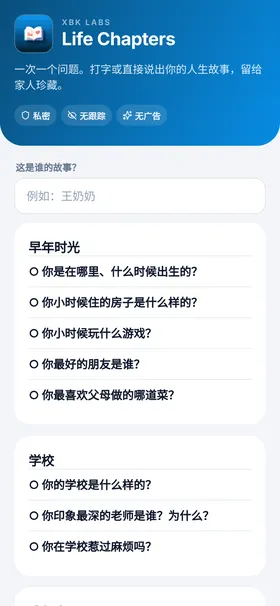 XBK LABS
Life Chapters
一次一个问题。打字或直接说出你的人生故事，留给
家人珍藏。
私密
无跟踪
无广告
这是谁的故事？
例如：王奶奶
早年时光
你是在哪里、什么时候出生的？
你小时候住的房子是什么样的？
你小时候玩什么游戏？
你最好的朋友是谁？
你最喜欢父母做的哪道菜？
学校
你的学校是什么样的？
你印象最深的老师是谁？为什么？
你在学校惹过麻烦吗？